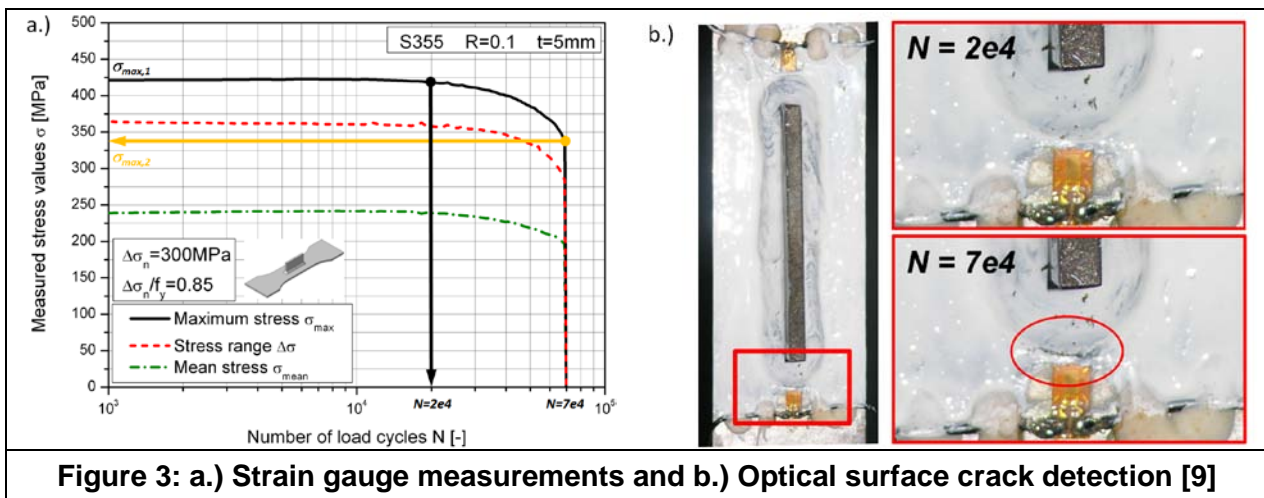 a.)
S355 R=0.1 t=5mm
Measured stress values σ [MPa]
500
450
400
350
300
250
200
150
100
50
0
σmax,1
σmax,2
Δσn=300MPa
Δσn/fy=0.85
Maximum stress σmax
Stress range Δσ
Mean stress σmean
10³
10⁴
N=2e4
N=7e4
10⁵
Number of load cycles N [-]
b.)
N = 2e4
N = 7e4
Figure 3: a.) Strain gauge measurements and b.) Optical surface crack detection [9]